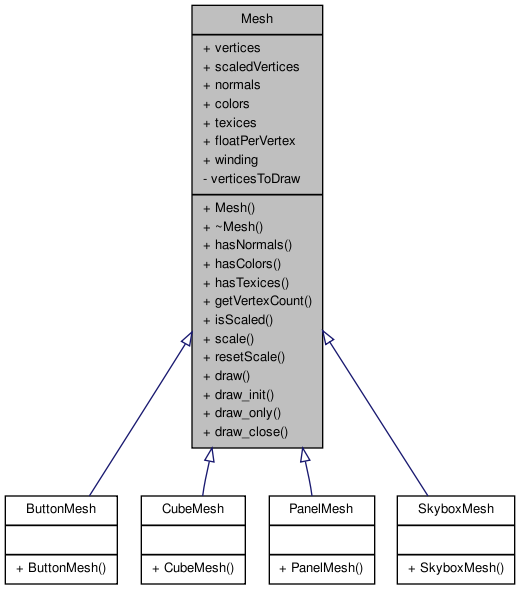 Mesh
+ vertices
+ scaledVertices
+ normals
+ colors
+ texices
+ floatPerVertex
+ winding
- verticesToDraw
+ Mesh()
+ ~Mesh()
+ hasNormals()
+ hasColors()
+ hasTexices()
+ getVertexCount()
+ isScaled()
+ scale()
+ resetScale()
+ draw()
+ draw_init()
+ draw_only()
+ draw_close()
ButtonMesh
+ ButtonMesh()
CubeMesh
+ CubeMesh()
PanelMesh
+ PanelMesh()
SkyboxMesh
+ SkyboxMesh()